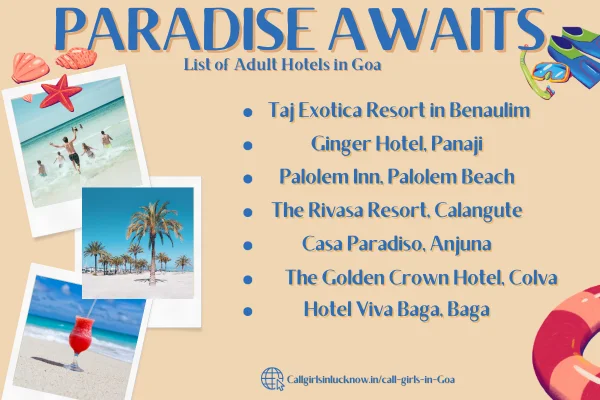 PARADISE AWAITS
List of Adult Hotels in Goa
Taj Exotica Resort in Benaulim
Ginger Hotel, Panaji
Palolem Inn, Palolem Beach
The Rivasa Resort, Calangute
Casa Paradiso, Anjuna
The Golden Crown Hotel, Colva
Hotel Viva Baga, Baga
Callgirlsinlucknow.in/call-girls-in-Goa